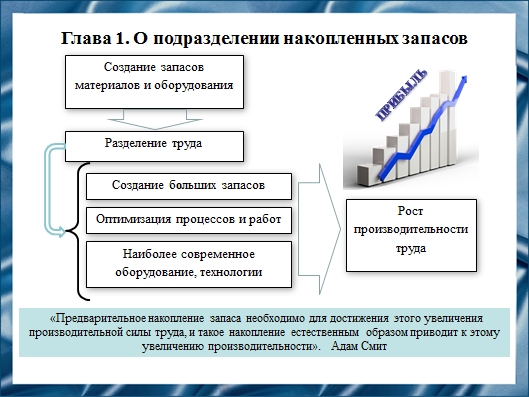 Глава 1. О подразделении накопленных запасов
Создание запасов
материалов и оборудования
ПРИБЫЛЬ
Разделение труда
Создание больших запасов
Оптимизация процессов и работ
Наиболее современное
оборудование, технологии
Рост
производительности
труда
«Предварительное накопление запаса необходимо для достижения этого увеличения
производительной силы труда, и такое накопление естественным образом приводит к этому
увеличению производительности». Адам Смит